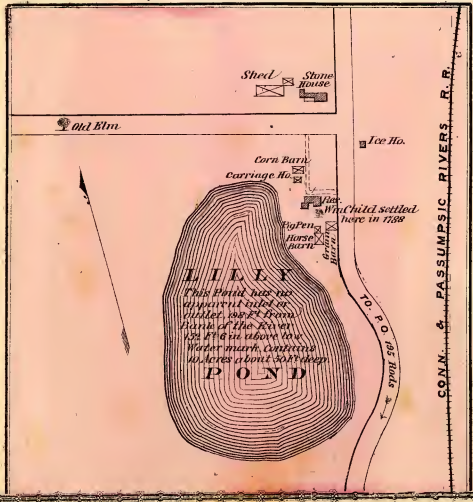 Shed
Stone
House
Old Elm
Ice Ho.
Corn Barn
Carriage Ho.
Res.
Wm Child settled
here in 1788
Pig Pen
Horse
Barn
Grain
Barn
LILLY
This Pond has no
apparent inlet or
outlet. 198 Ft from
Bank of the River
132 Ft 6 in above low
Water mark. Contains
10 Acres about 50 Ft deep
POND
TO. P.O. 195 Rods
CONN. & PASSUMPSIC RIVERS R.R.